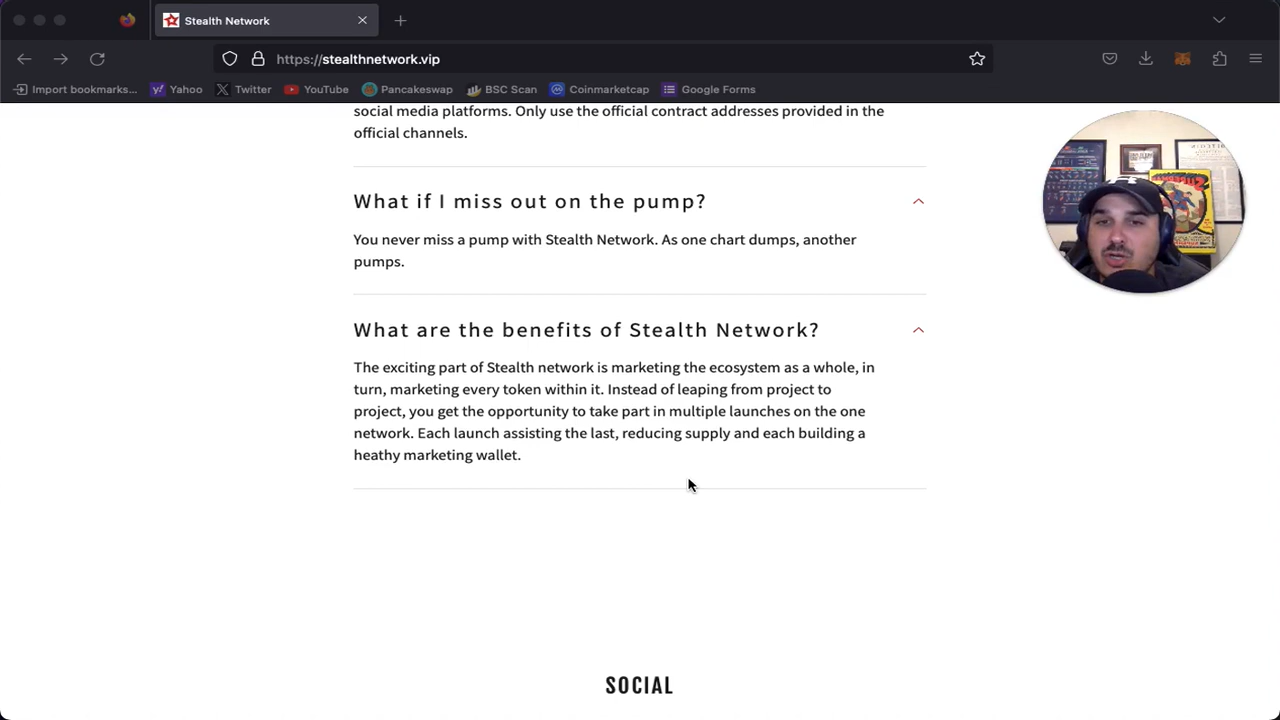 Stealth Network
https://stealthnetwork.vip
Import bookmarks... Yahoo Twitter YouTube Pancakeswap BSC Scan Coinmarketcap Google Forms
social media platforms. Only use the official contract addresses provided in the
official channels.
What if I miss out on the pump?
You never miss a pump with Stealth Network. As one chart dumps, another
pumps.
What are the benefits of Stealth Network?
The exciting part of Stealth network is marketing the ecosystem as a whole, in
turn, marketing every token within it. Instead of leaping from project to
project, you get the opportunity to take part in multiple launches on the one
network. Each launch assisting the last, reducing supply and each building a
heathy marketing wallet.
SOCIAL